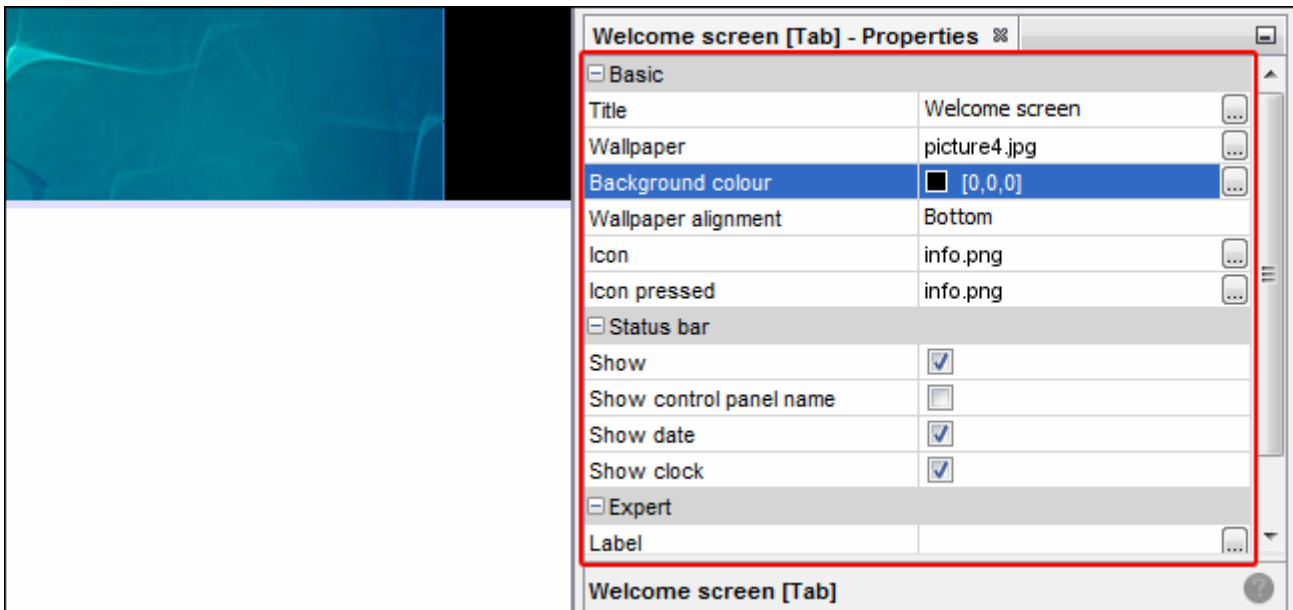 Welcome screen [Tab] - Properties
Basic
Title Welcome screen ...
Wallpaper picture4.jpg ...
Background colour [0,0,0] ...
Wallpaper alignment Bottom
Icon info.png ...
Icon pressed info.png ...
Status bar
Show
Show control panel name
Show date
Show clock
Expert
Label ...
Welcome screen [Tab] ?